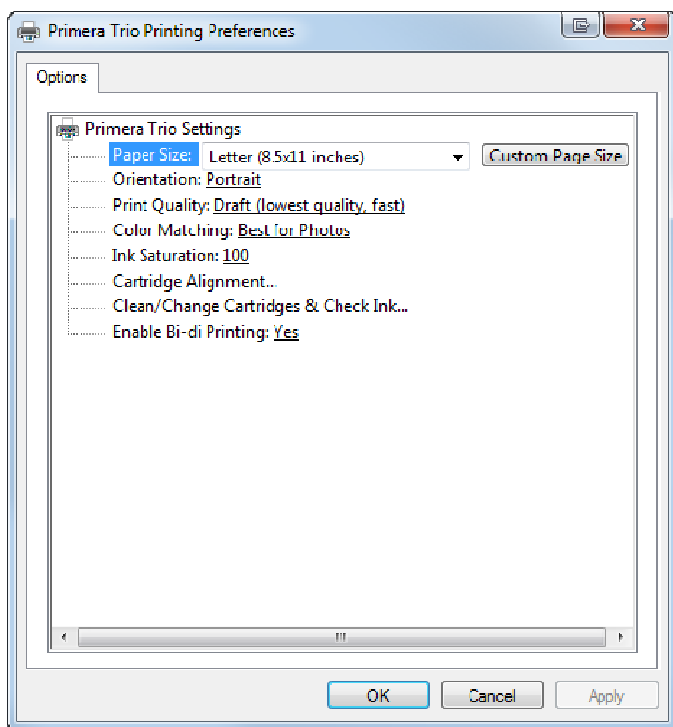 Primera Trio Printing Preferences
Options
Primera Trio Settings
Paper Size: Letter (8.5x11 inches) Custom Page Size
Orientation: Portrait
Print Quality: Draft (lowest quality, fast)
Color Matching: Best for Photos
Ink Saturation: 100
Cartridge Alignment...
Clean/Change Cartridges & Check Ink...
Enable Bi-di Printing: Yes
OK Cancel Apply